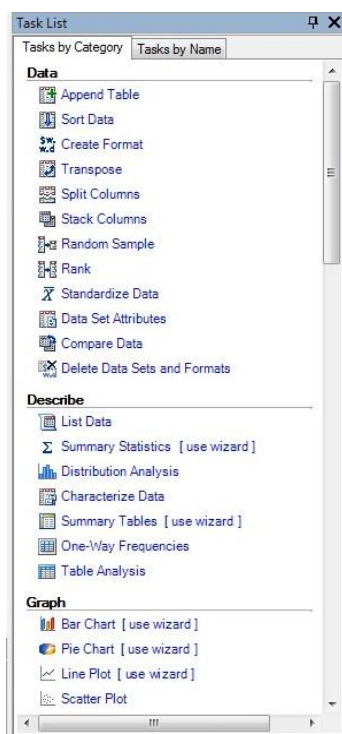 Task List
Tasks by Category Tasks by Name
Data
Append Table
Sort Data
Create Format
Transpose
Split Columns
Stack Columns
Random Sample
Rank
Standardize Data
Data Set Attributes
Compare Data
Delete Data Sets and Formats
Describe
List Data
Σ Summary Statistics [ use wizard ]
Distribution Analysis
Characterize Data
Summary Tables [ use wizard ]
One-Way Frequencies
Table Analysis
Graph
Bar Chart [ use wizard ]
Pie Chart [ use wizard ]
Line Plot [ use wizard ]
Scatter Plot